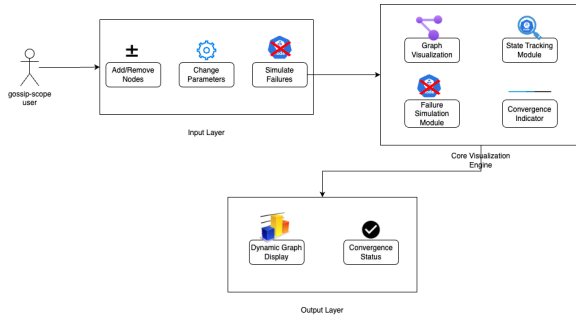 gossip-scope
user
±
Add/Remove
Nodes
Change
Parameters
Simulate
Failures
Input Layer
Graph
Visualization
State Tracking
Module
Failure
Simulation
Module
Convergence
Indicator
Core Visualization
Engine
Dynamic Graph
Display
Convergence
Status
Output Layer